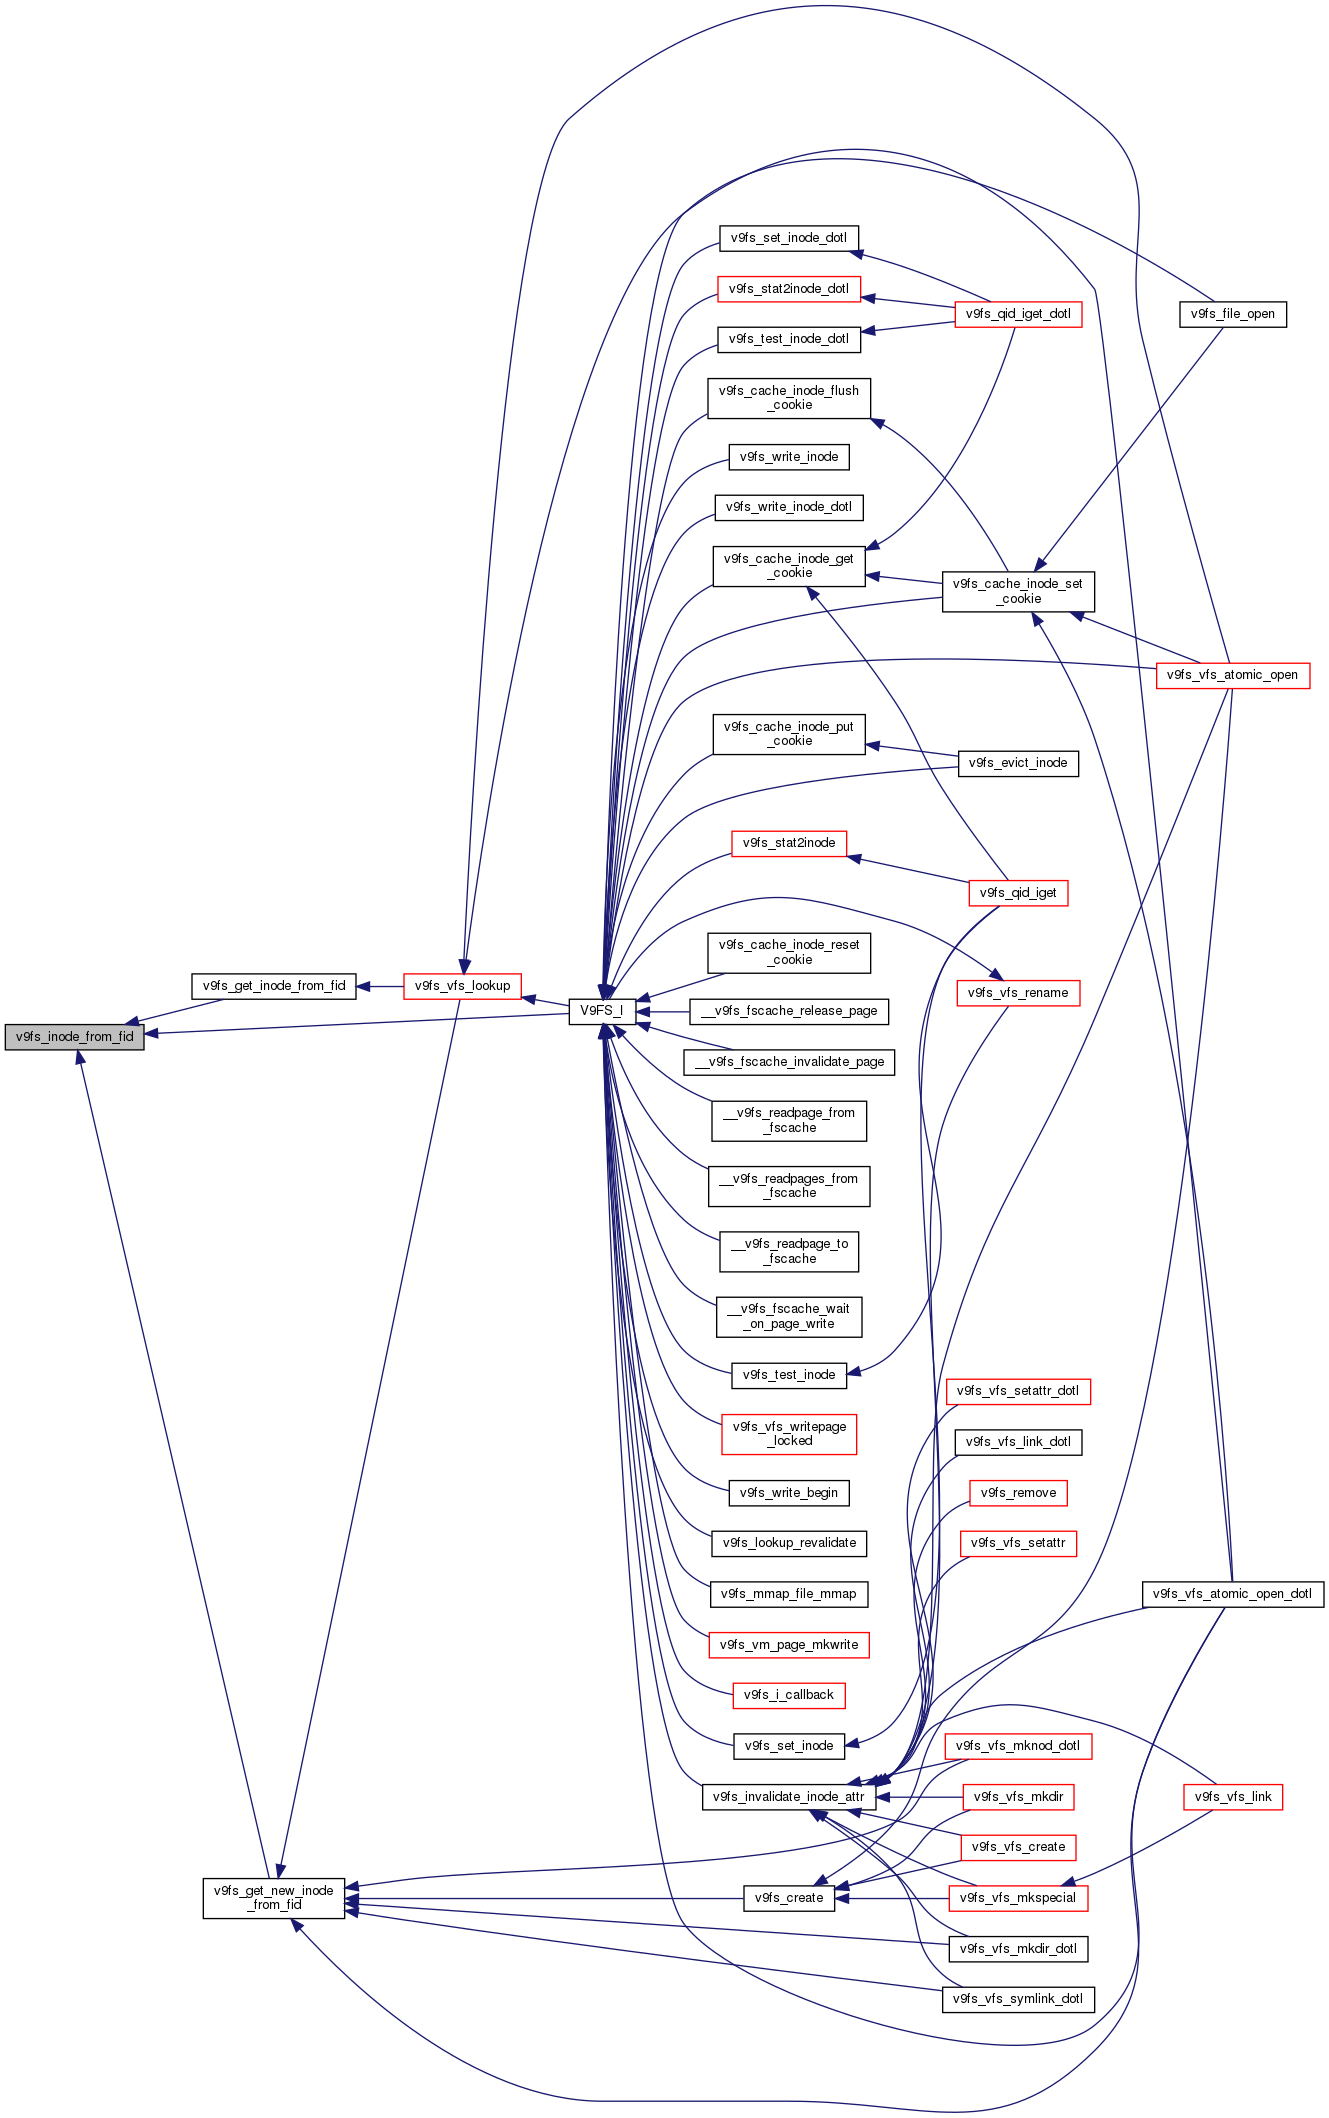 v9fs_set_inode_dotl
v9fs_stat2inode_dotl
v9fs_qid_iget_dotl
v9fs_file_open
v9fs_test_inode_dotl
v9fs_cache_inode_flush
_cookie
v9fs_write_inode
v9fs_write_inode_dotl
v9fs_cache_inode_get
_cookie
v9fs_cache_inode_set
_cookie
v9fs_vfs_atomic_open
v9fs_cache_inode_put
_cookie
v9fs_evict_inode
v9fs_stat2inode
v9fs_qid_iget
v9fs_cache_inode_reset
_cookie
v9fs_get_inode_from_fid
v9fs_vfs_lookup
v9fs_vfs_rename
V9FS_I
__v9fs_fscache_release_page
v9fs_inode_from_fid
__v9fs_fscache_invalidate_page
__v9fs_readpage_from
_fscache
__v9fs_readpages_from
_fscache
__v9fs_readpage_to
_fscache
__v9fs_fscache_wait
_on_page_write
v9fs_test_inode
v9fs_vfs_setattr_dotl
v9fs_vfs_writepage
_locked
v9fs_vfs_link_dotl
v9fs_write_begin
v9fs_remove
v9fs_lookup_revalidate
v9fs_vfs_setattr
v9fs_mmap_file_mmap
v9fs_vfs_atomic_open_dotl
v9fs_vm_page_mkwrite
v9fs_i_callback
v9fs_set_inode
v9fs_vfs_mknod_dotl
v9fs_invalidate_inode_attr
v9fs_vfs_mkdir
v9fs_vfs_link
v9fs_vfs_create
v9fs_get_new_inode
_from_fid
v9fs_create
v9fs_vfs_mkspecial
v9fs_vfs_mkdir_dotl
v9fs_vfs_symlink_dotl